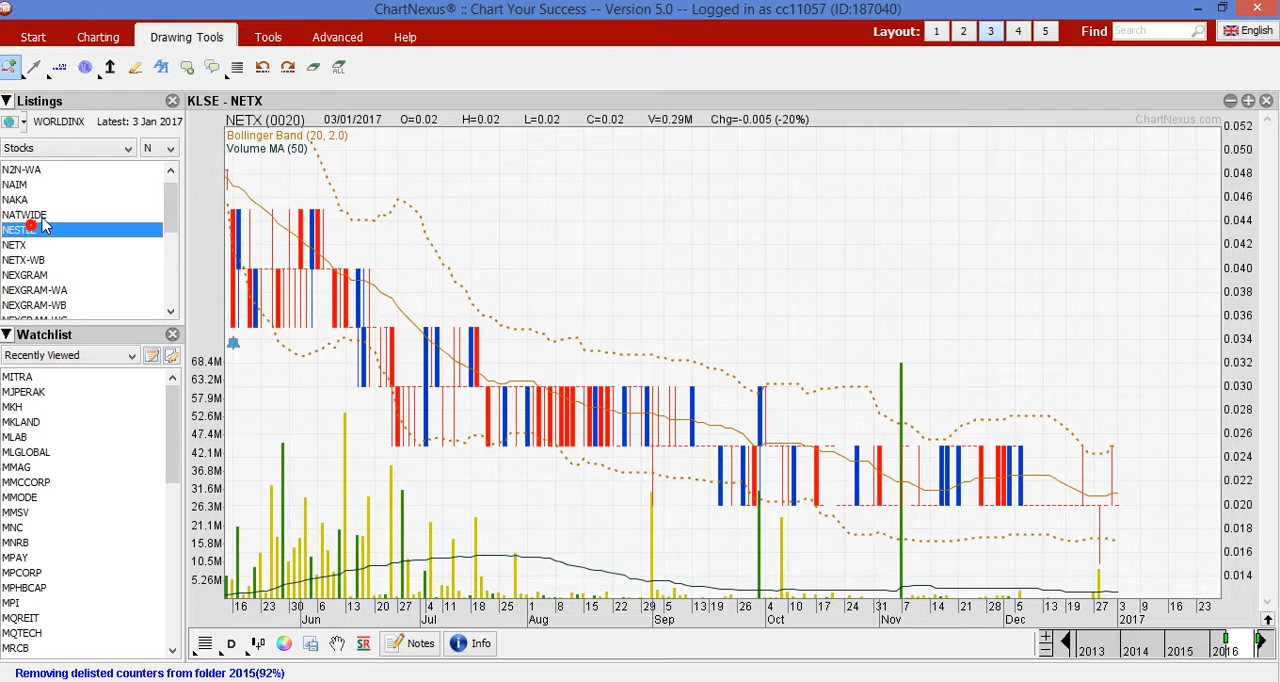 ChartNexus® :: Chart Your Success -- Version 5.0 -- Logged in as cc11057 (ID:187040)
Start Charting Drawing Tools Tools Advanced Help Layout: 1 2 3 4 5 Find Search English
ALL
Listings
WORLDINX Latest: 3 Jan 2017
Stocks N
N2N-WA
NAIM
NAKA
NATWIDE
NETX
NETX-WB
NEXGRAM
NEXGRAM-WA
NEXGRAM-WB
Watchlist
Recently Viewed
MITRA
MJPERAK
MKH
MKLAND
MLAB
MLGLOBAL
MMAG
MMCCORP
MMODE
MMSV
MNC
MNRB
MPAY
MPCORP
MPHBCAP
MPI
MQREIT
MQTECH
MRCB
KLSE - NETX
NETX (0020) 03/01/2017 O=0.02 H=0.02 L=0.02 C=0.02 V=0.29M Chg=-0.005 (-20%) ChartNexus.com
Bollinger Band (20, 2.0)
Volume MA (50)
0.052
0.050
0.048
0.046
0.044
0.042
0.040
0.038
0.036
0.034
0.032
0.030
0.028
0.026
0.024
0.022
0.020
0.018
0.016
0.014
68.4M
63.2M
57.9M
52.6M
47.4M
42.1M
36.8M
31.6M
26.3M
21.1M
15.8M
10.5M
5.26M
16 23 30 6 13 20 27 4 11 18 25 8 15 22 29 5 13 19 26 4 10 17 24 31 7 14 21 28 5 13 19 27 3 9 16 23
Jun Jul Aug Sep Oct Nov Dec 2017
D SR Notes Info 2013 2014 2015 2016
Removing delisted counters from folder 2015(92%)